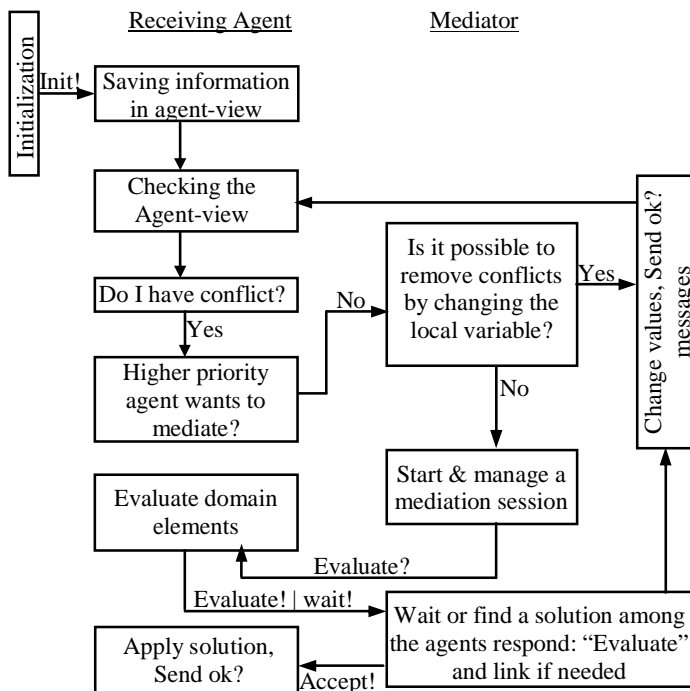 Receiving Agent
Mediator
Initialization
Init!
Saving information
in agent-view
Checking the
Agent-view
Do I have conflict?
Yes
Higher priority
agent wants to
mediate?
No
Is it possible to
remove conflicts
by changing the
local variable?
Yes
Change values, Send ok?
messages
No
Start & manage a
mediation session
Evaluate domain
elements
Evaluate?
Evaluate! | wait!
Wait or find a solution among
the agents respond: “Evaluate”
and link if needed
Apply solution,
Send ok?
Accept!